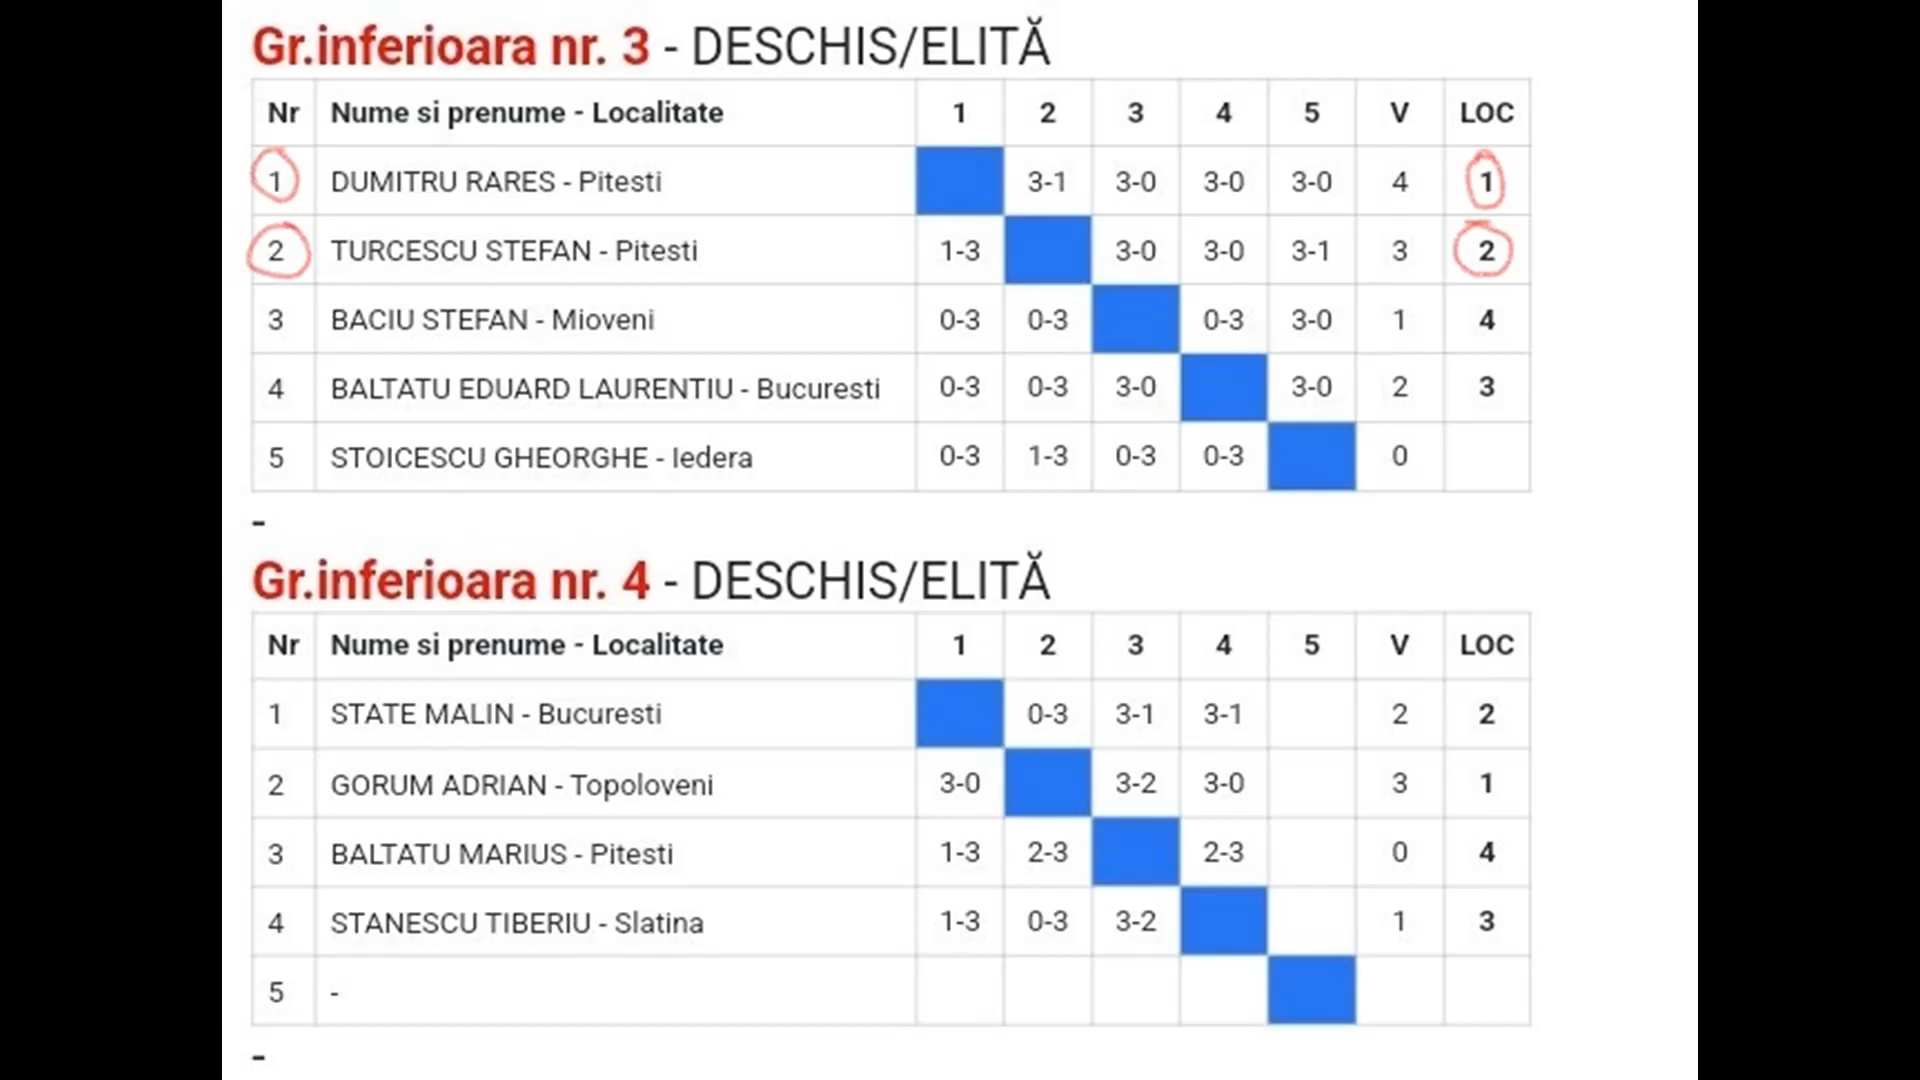 Gr.inferioara nr. 3 - DESCHIS/ELITĂ
Nr Nume si prenume - Localitate 1 2 3 4 5 V LOC
1 DUMITRU RARES - Pitesti 3-1 3-0 3-0 3-0 4 1
2 TURCESCU STEFAN - Pitesti 1-3 3-0 3-0 3-1 3 2
3 BACIU STEFAN - Mioveni 0-3 0-3 0-3 3-0 1 4
4 BALTATU EDUARD LAURENTIU - Bucuresti 0-3 0-3 3-0 3-0 2 3
5 STOICESCU GHEORGHE - Iedera 0-3 1-3 0-3 0-3 0
-
Gr.inferioara nr. 4 - DESCHIS/ELITĂ
Nr Nume si prenume - Localitate 1 2 3 4 5 V LOC
1 STATE MALIN - Bucuresti 0-3 3-1 3-1 2 2
2 GORUM ADRIAN - Topoloveni 3-0 3-2 3-0 3 1
3 BALTATU MARIUS - Pitesti 1-3 2-3 2-3 0 4
4 STANESCU TIBERIU - Slatina 1-3 0-3 3-2 1 3
5 -
-